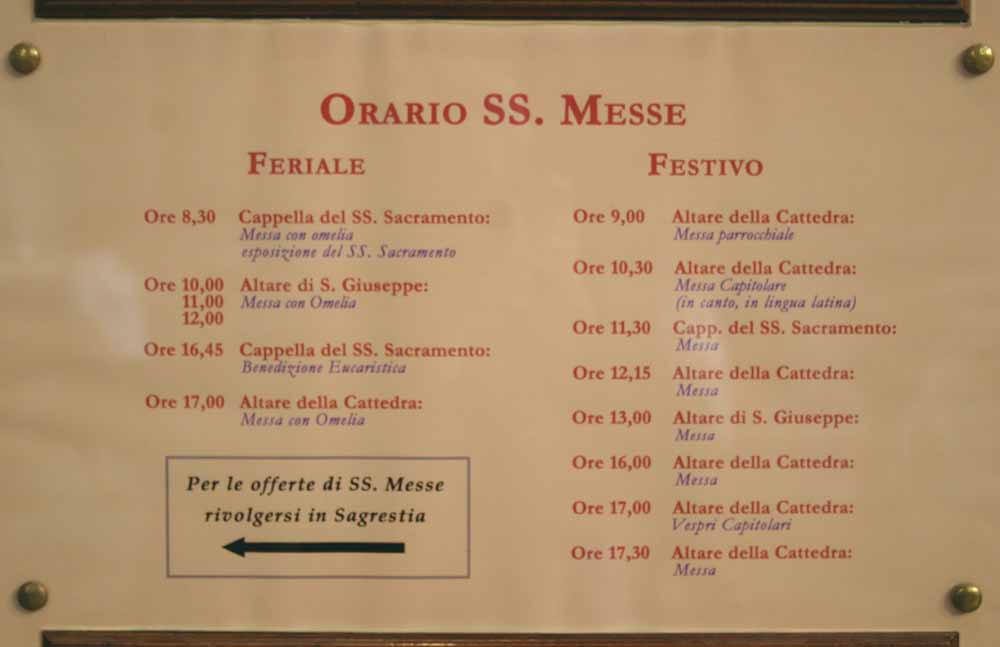 ORARIO SS. MESSE
FERIALE
Ore 8,30 Cappella del SS. Sacramento:
Messa con omelia
esposizione del SS. Sacramento
Ore 10,00 Altare di S. Giuseppe:
11,00 Messa con Omelia
12,00
Ore 16,45 Cappella del SS. Sacramento:
Benedizione Eucaristica
Ore 17,00 Altare della Cattedra:
Messa con Omelia
Per le offerte di SS. Messe
rivolgersi in Sagrestia
FESTIVO
Ore 9,00 Altare della Cattedra:
Messa parrocchiale
Ore 10,30 Altare della Cattedra:
Messa Capitolare
(in canto, in lingua latina)
Ore 11,30 Capp. del SS. Sacramento:
Messa
Ore 12,15 Altare della Cattedra:
Messa
Ore 13,00 Altare di S. Giuseppe:
Messa
Ore 16,00 Altare della Cattedra:
Messa
Ore 17,00 Altare della Cattedra:
Vespri Capitolari
Ore 17,30 Altare della Cattedra:
Messa